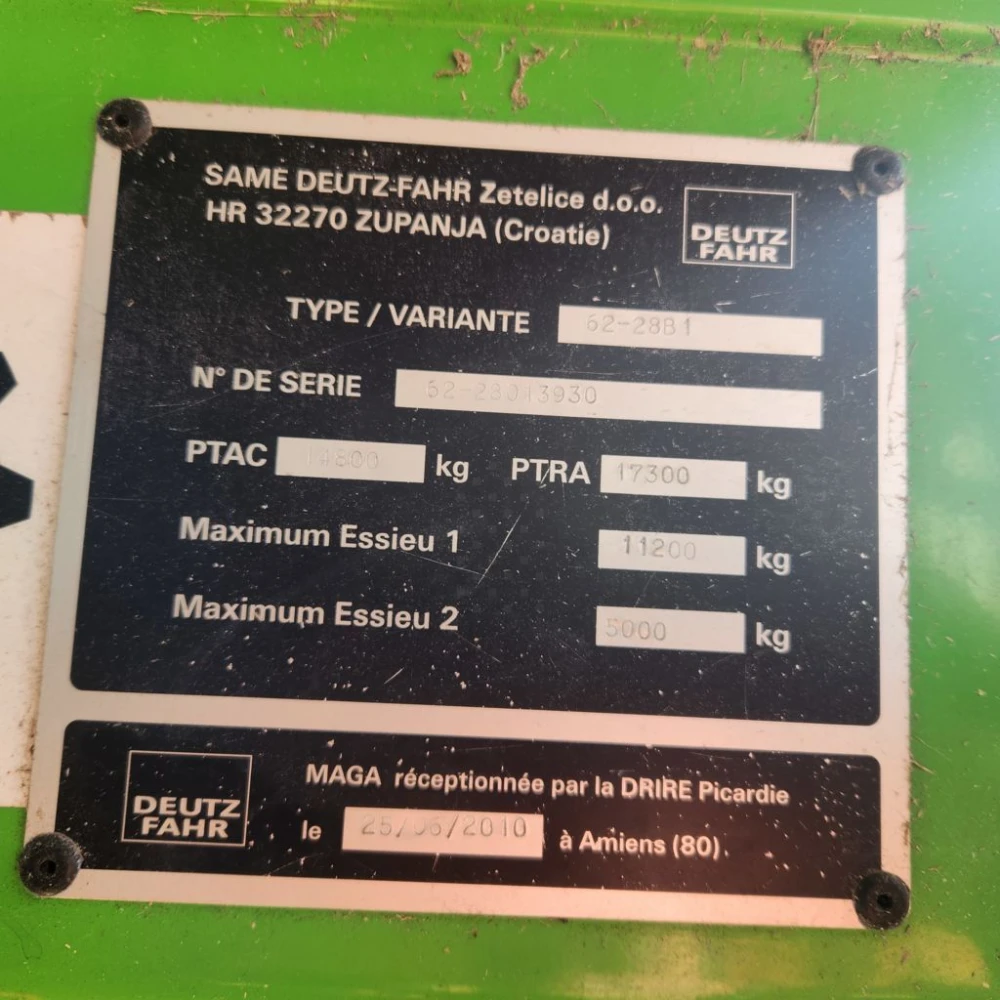 SAME DEUTZ-FAHR Zetelice d.o.o.
HR 32270 ZUPANJA (Croatie)
DEUTZ
FAHR
TYPE / VARIANTE 62-28B1
N° DE SERIE 62-28013930
PTAC 14800 kg PTRA 17300 kg
Maximum Essieu 1 11200 kg
Maximum Essieu 2 5000 kg
DEUTZ
FAHR
MAGA réceptionnée par la DRIRE Picardie
le 25/06/2010 à Amiens (80).